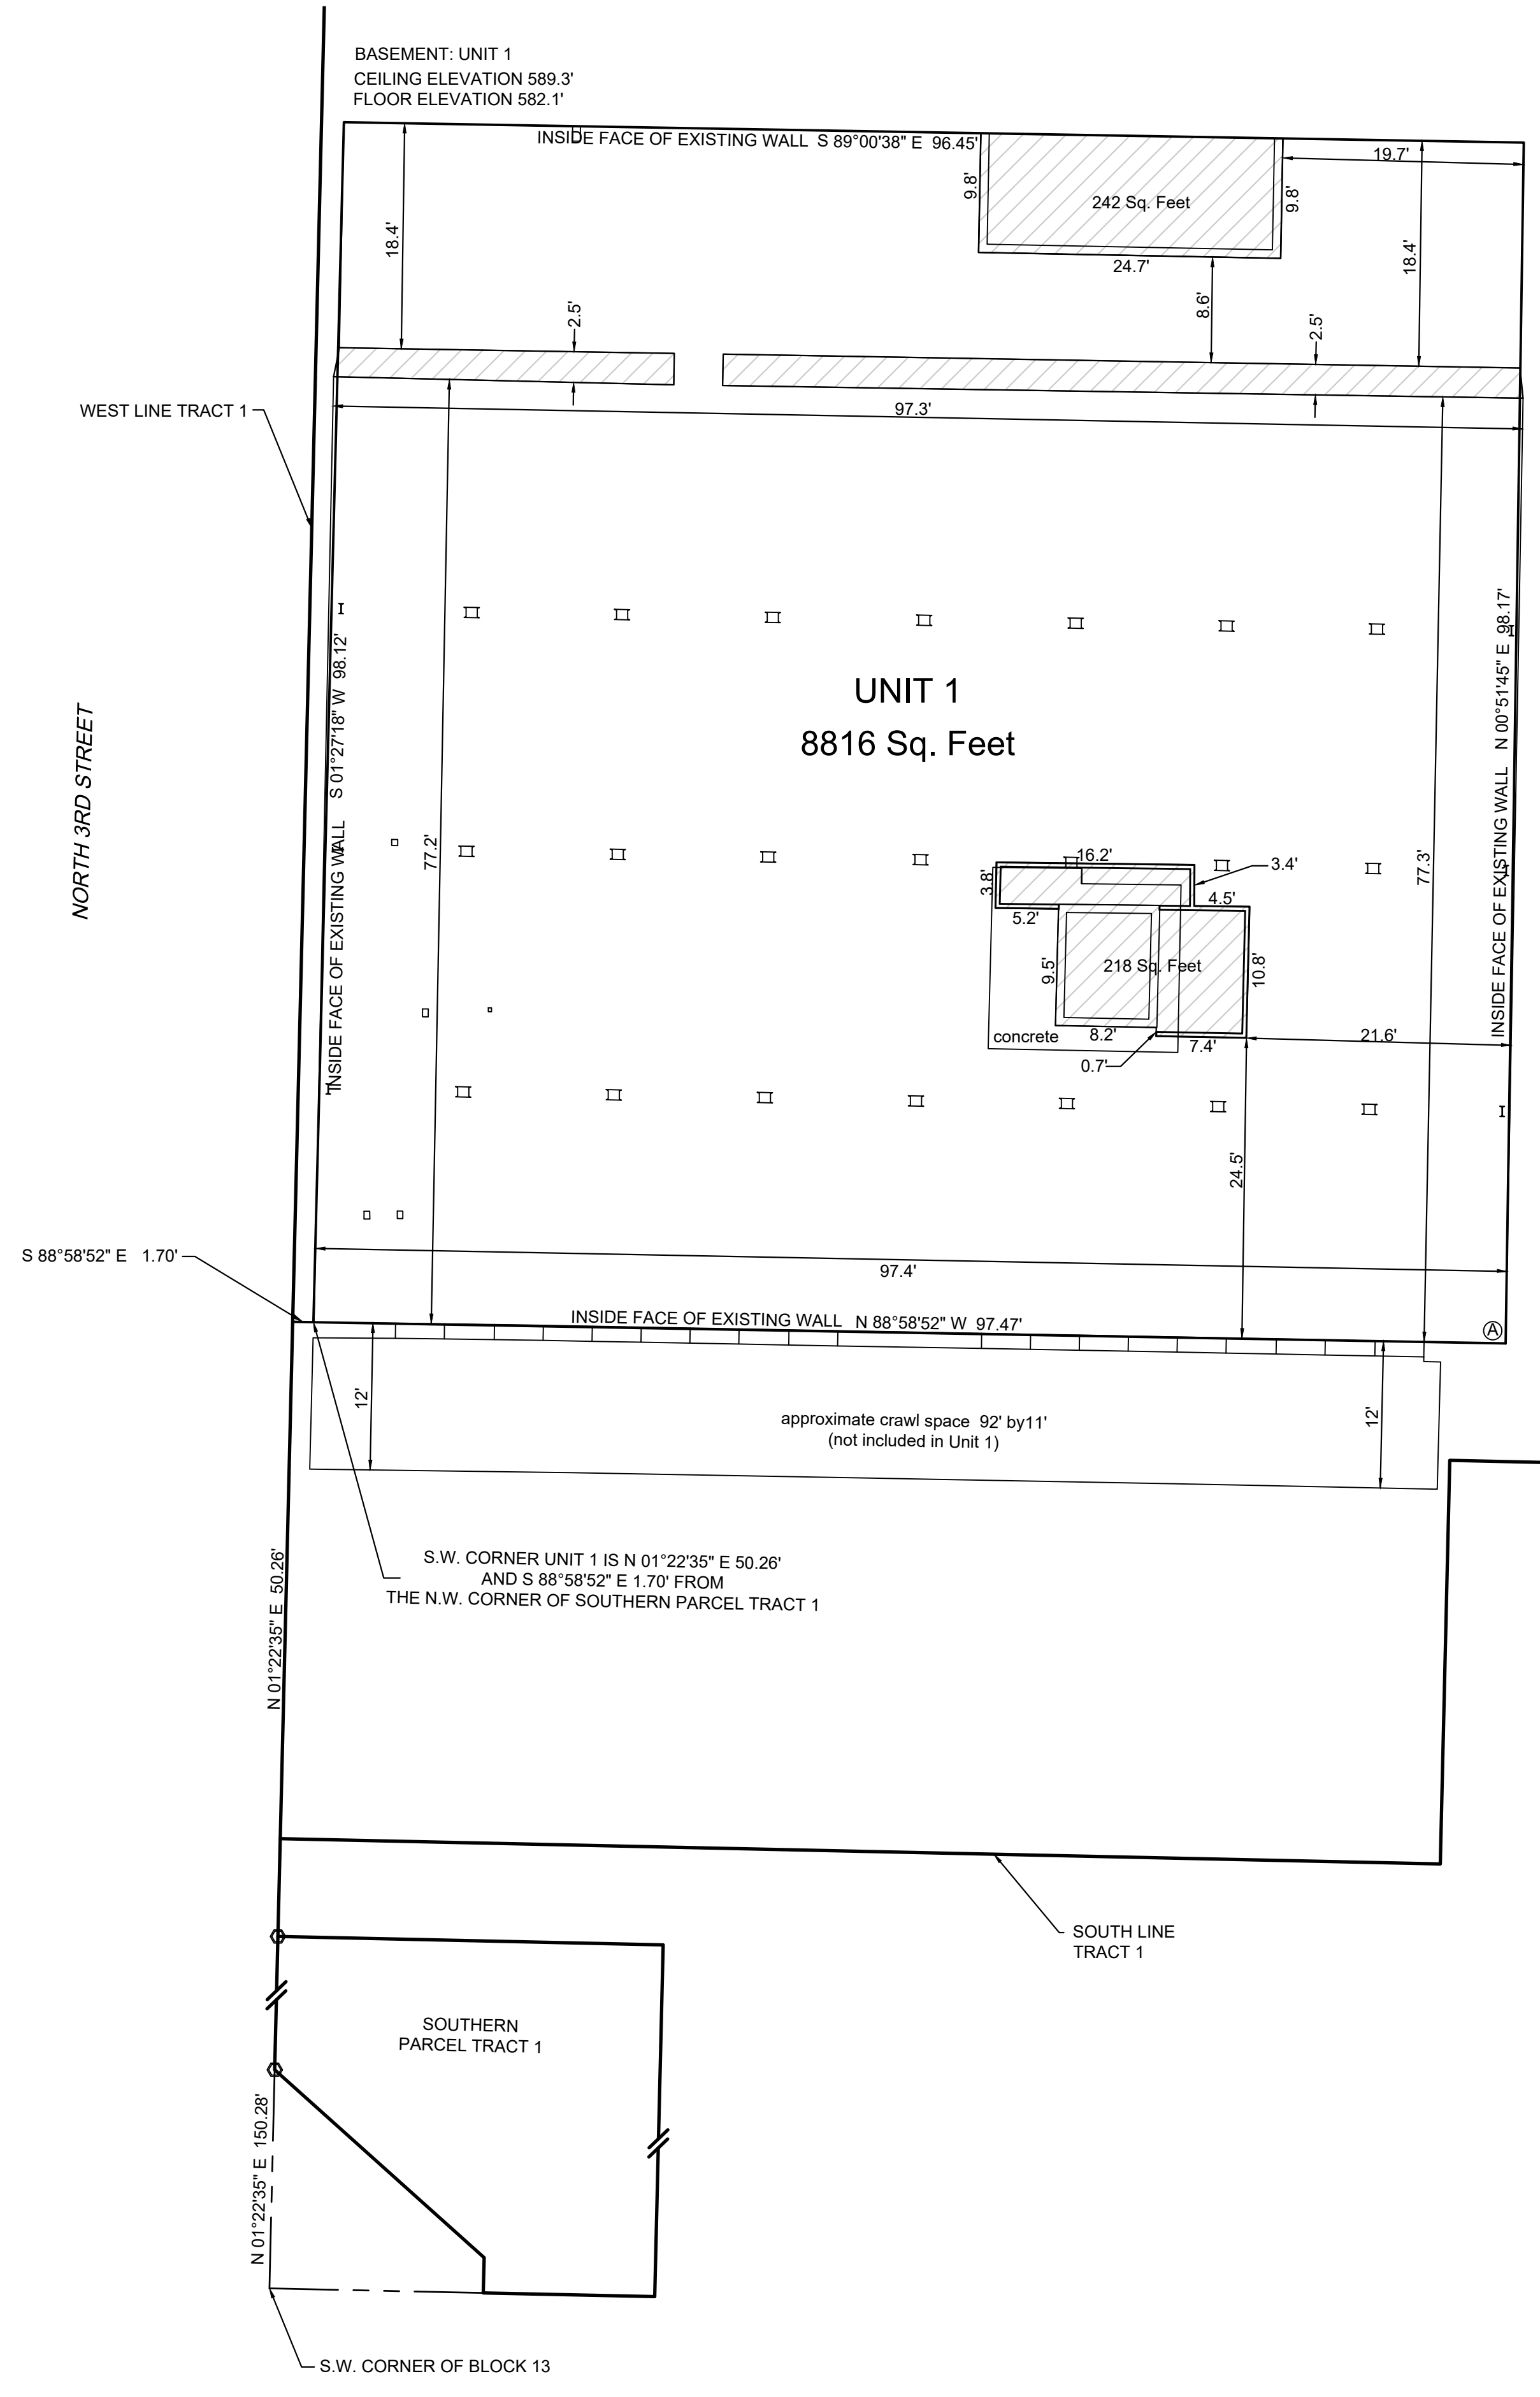 BASEMENT: UNIT 1
CEILING ELEVATION 589.3'
FLOOR ELEVATION 582.1'
INSIDE FACE OF EXISTING WALL S 89°00'38" E 96.45'
19.7'
9.8'
9.8'
242 Sq. Feet
18.4'
18.4'
24.7'
8.6'
2.5'
2.5'
WEST LINE TRACT 1
97.3'
INSIDE FACE OF EXISTING WALL S 01°27'18" W 98.12'
INSIDE FACE OF EXISTING WALL N 00°51'45" E 98.17'
UNIT 1
8816 Sq. Feet
NORTH 3RD STREET
77.2'
77.3'
16.2'
3.4'
3.8'
4.5'
5.2'
9.5'
218 Sq. Feet
10.8'
concrete
8.2'
7.4'
21.6'
0.7'
24.5'
S 88°58'52" E 1.70'
97.4'
INSIDE FACE OF EXISTING WALL N 88°58'52" W 97.47'
A
12'
12'
approximate crawl space 92' by11'
(not included in Unit 1)
S.W. CORNER UNIT 1 IS N 01°22'35" E 50.26'
AND S 88°58'52" E 1.70' FROM
THE N.W. CORNER OF SOUTHERN PARCEL TRACT 1
N 01°22'35" E 50.26'
SOUTH LINE
TRACT 1
SOUTHERN
PARCEL TRACT 1
N 01°22'35" E 150.28'
S.W. CORNER OF BLOCK 13